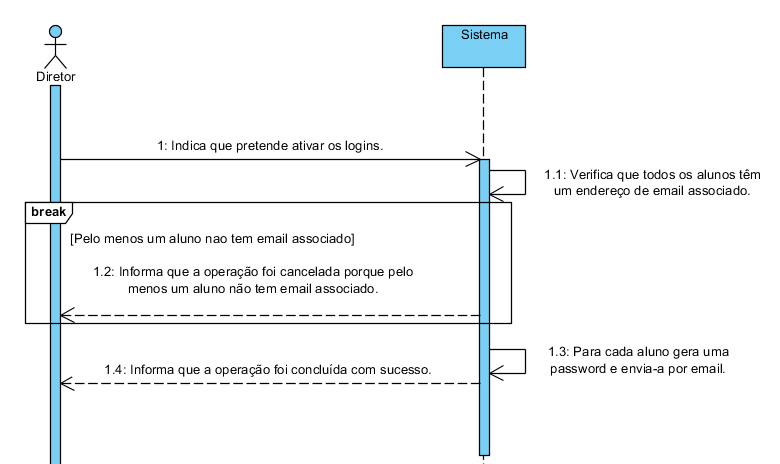 Diretor
Sistema
1: Indica que pretende ativar os logins.
1.1: Verifica que todos os alunos têm
um endereço de email associado.
break
[Pelo menos um aluno nao tem email associado]
1.2: Informa que a operação foi cancelada porque pelo
menos um aluno não tem email associado.
1.3: Para cada aluno gera uma
password e envia-a por email.
1.4: Informa que a operação foi concluída com sucesso.